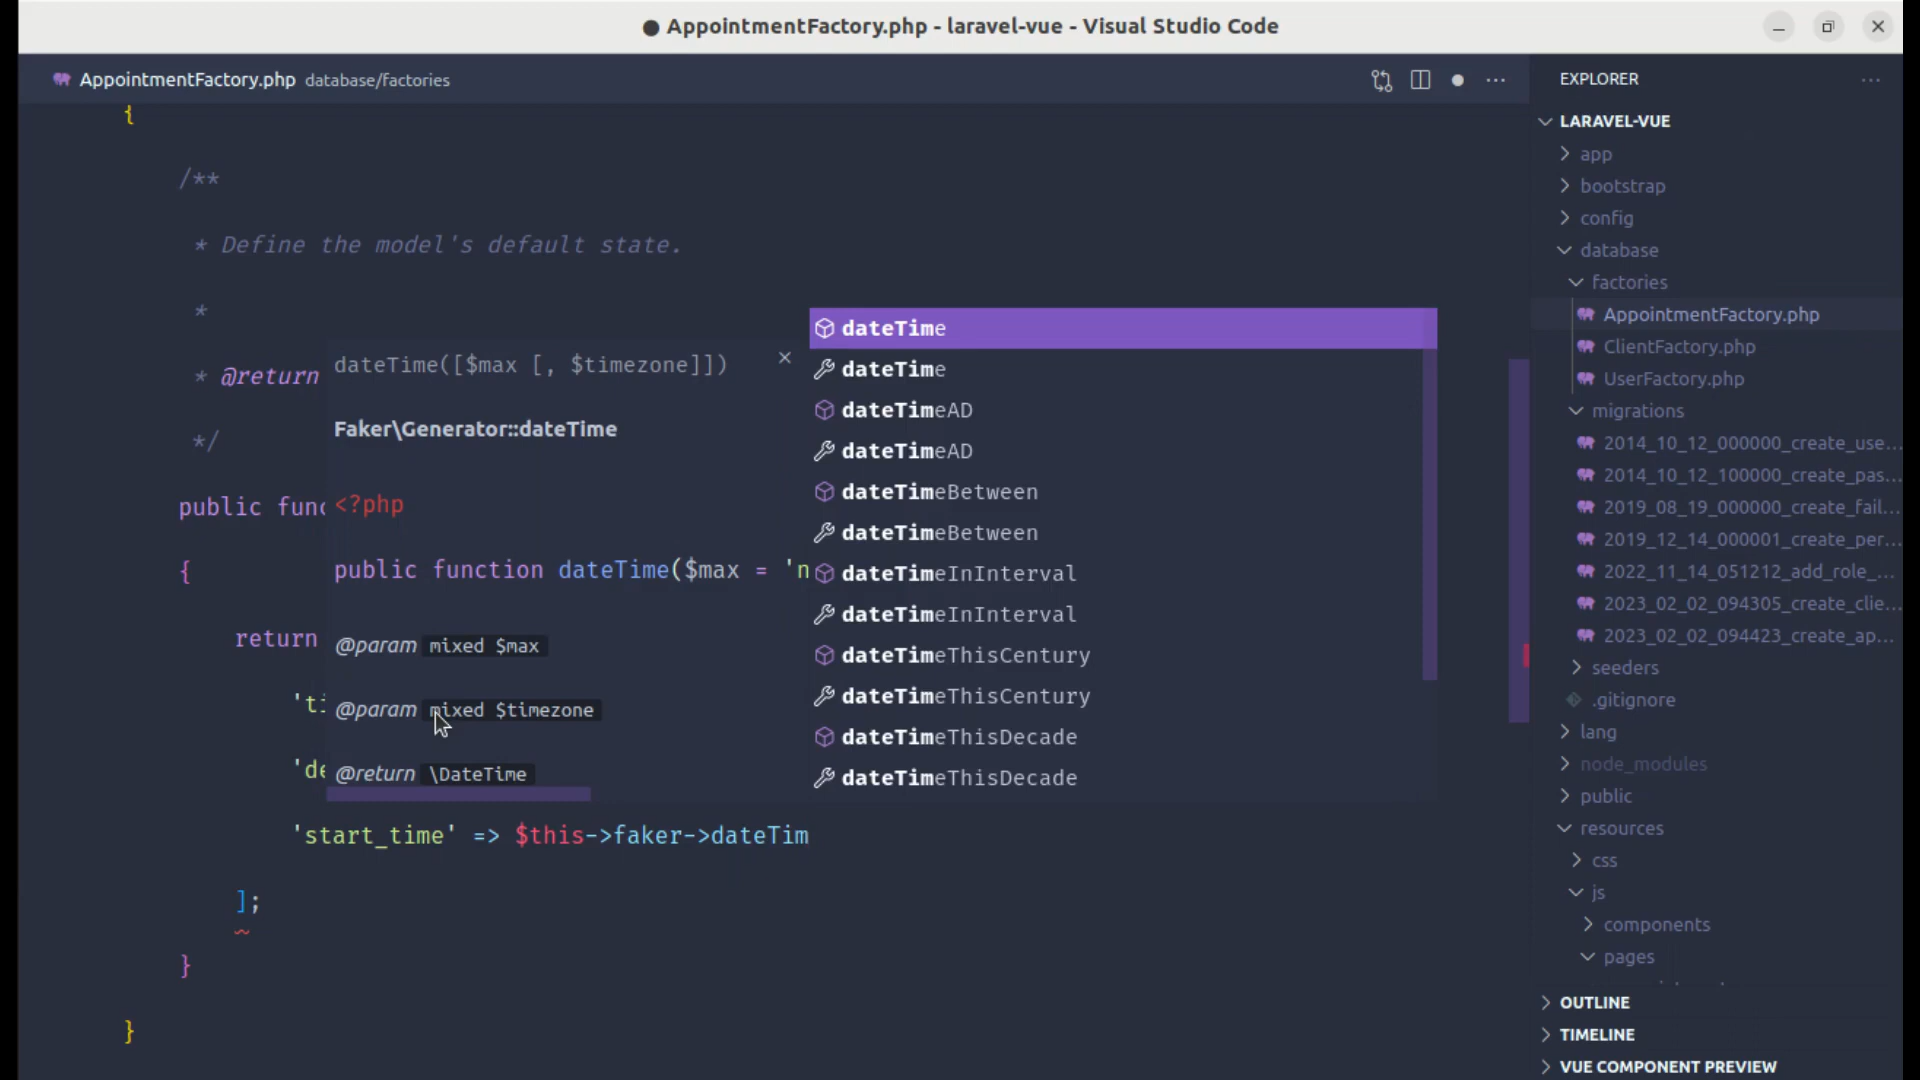 ● AppointmentFactory.php - laravel-vue - Visual Studio Code
AppointmentFactory.php database/factories
{
/**
* Define the model's default state.
*
* @return
*/
public func
{
return
'ti
'de
'start_time' => $this->faker->dateTim
];
}
}
dateTime([$max [, $timezone]])
Faker\Generator::dateTime
<?php
public function dateTime($max = 'n
@param mixed $max
@param mixed $timezone
@return \DateTime
dateTime
dateTime
dateTimeAD
dateTimeAD
dateTimeBetween
dateTimeBetween
dateTimeInInterval
dateTimeInInterval
dateTimeThisCentury
dateTimeThisCentury
dateTimeThisDecade
dateTimeThisDecade
EXPLORER
LARAVEL-VUE
app
bootstrap
config
database
factories
AppointmentFactory.php
ClientFactory.php
UserFactory.php
migrations
2014_10_12_000000_create_use...
2014_10_12_100000_create_pas...
2019_08_19_000000_create_fail...
2019_12_14_000001_create_per...
2022_11_14_051212_add_role_...
2023_02_02_094305_create_clie...
2023_02_02_094423_create_ap...
seeders
.gitignore
lang
node_modules
public
resources
css
js
components
pages
OUTLINE
TIMELINE
VUE COMPONENT PREVIEW